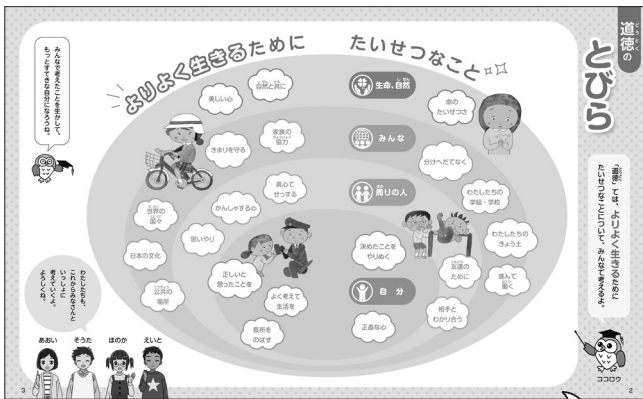 道徳の
とびら
「道徳」では、よりよく生きるために
たいせつなことについて、みんなで考えるよ。
ココロウ
2
よりよく生きるために たいせつなこと
生命、自然
みんな
周りの人
自分
命の
たいせつさ
分けへだてなく
わたしたちの
学級・学校
わたしたちの
きょう土
進んで
働く
友達の
ために
相手と
わかり合う
決めたことを
やりぬく
正直な心
自然と共に
美しい心
家族の
協力
きまりを守る
真心で
せっする
かんしゃする心
世界の
国々
思いやり
日本の文化
公共の
場所
正しいと
思ったことを
よく考えて
生活を
長所を
のばす
みんなで考えたことを生かして、
もっとすてきな自分になろうね。
わたしたちも、
これからみなさんと
いっしょに
考えていくよ。
よろしくね。
あおい
そうた
ほのか
えいと
3